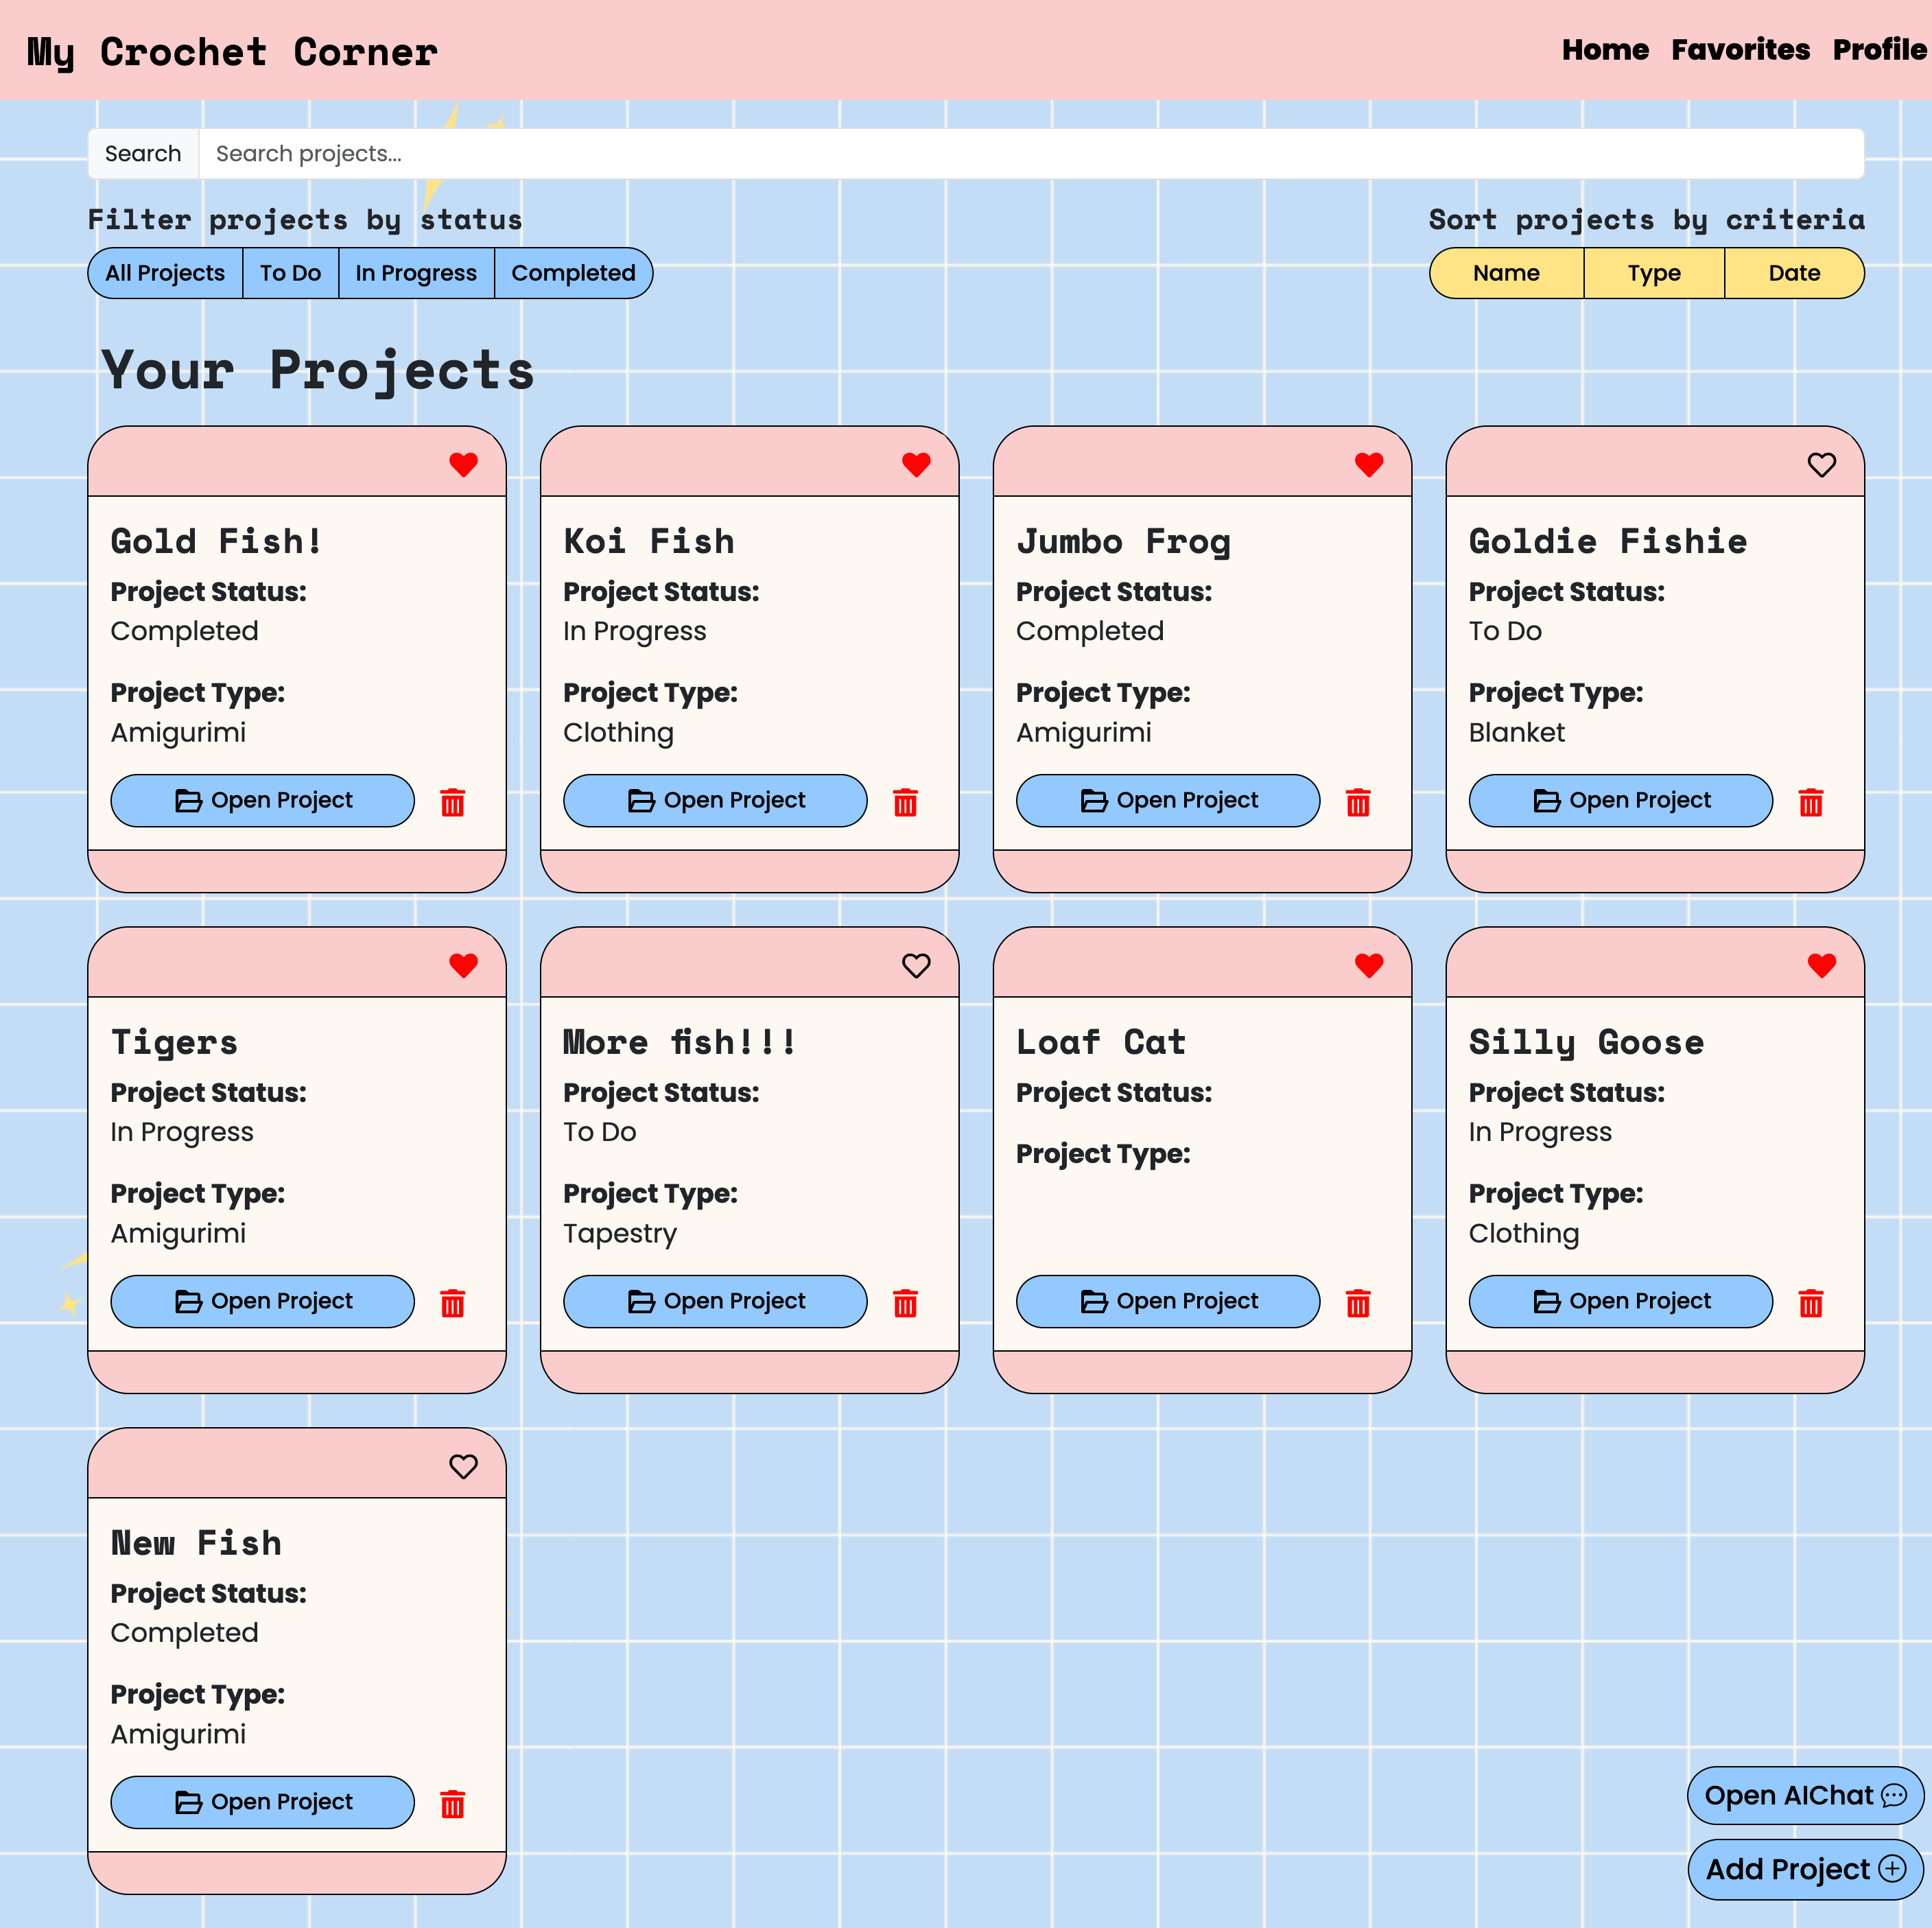 My Crochet Corner
Home Favorites Profile
Search Search projects...
Filter projects by status
Sort projects by criteria
All Projects To Do In Progress Completed
Name Type Date
Your Projects
Gold Fish!
Project Status:
Completed
Project Type:
Amigurimi
Open Project
Koi Fish
Project Status:
In Progress
Project Type:
Clothing
Open Project
Jumbo Frog
Project Status:
Completed
Project Type:
Amigurimi
Open Project
Goldie Fishie
Project Status:
To Do
Project Type:
Blanket
Open Project
Tigers
Project Status:
In Progress
Project Type:
Amigurimi
Open Project
More fish!!!
Project Status:
To Do
Project Type:
Tapestry
Open Project
Loaf Cat
Project Status:
Project Type:
Open Project
Silly Goose
Project Status:
In Progress
Project Type:
Clothing
Open Project
New Fish
Project Status:
Completed
Project Type:
Amigurimi
Open Project
Open AIChat
Add Project